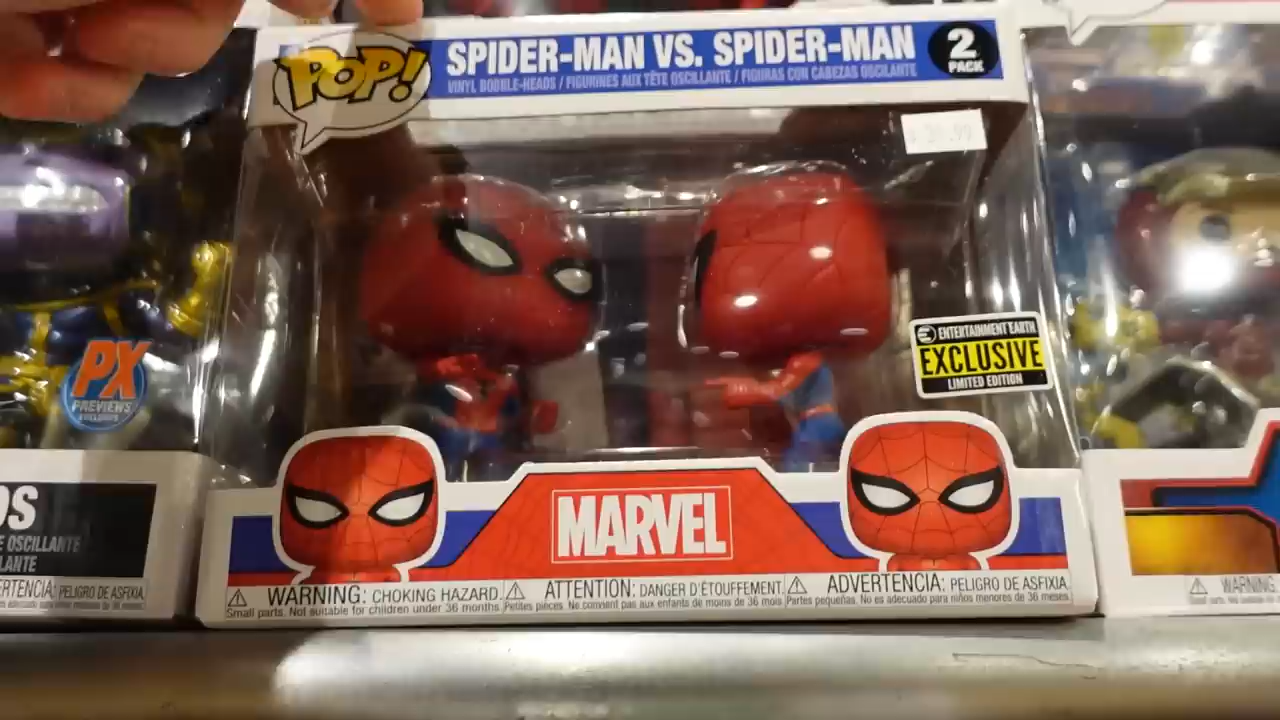 POP!
SPIDER-MAN VS. SPIDER-MAN
VINYL BOBBLE-HEADS / FIGURINES AUX TÊTE OSCILLANTE / FIGURAS CON CABEZAS OSCILANTE
2
PACK
ENTERTAINMENT EARTH
EXCLUSIVE
LIMITED EDITION
PX
PREVIEWS
EXCLUSIVE
MARVEL
OS
E OSCILLANTE
LANTE
ERTENCIA: PELIGRO DE ASFIXIA.
WARNING: CHOKING HAZARD.
Small parts. Not suitable for children under 36 months.
ATTENTION: DANGER D'ÉTOUFFEMENT.
Petites pièces. Ne convient pas aux enfants de moins de 36 mois.
ADVERTENCIA: PELIGRO DE ASFIXIA.
Partes pequeñas. No es adecuado para niños menores de 36 meses.
WARNING: